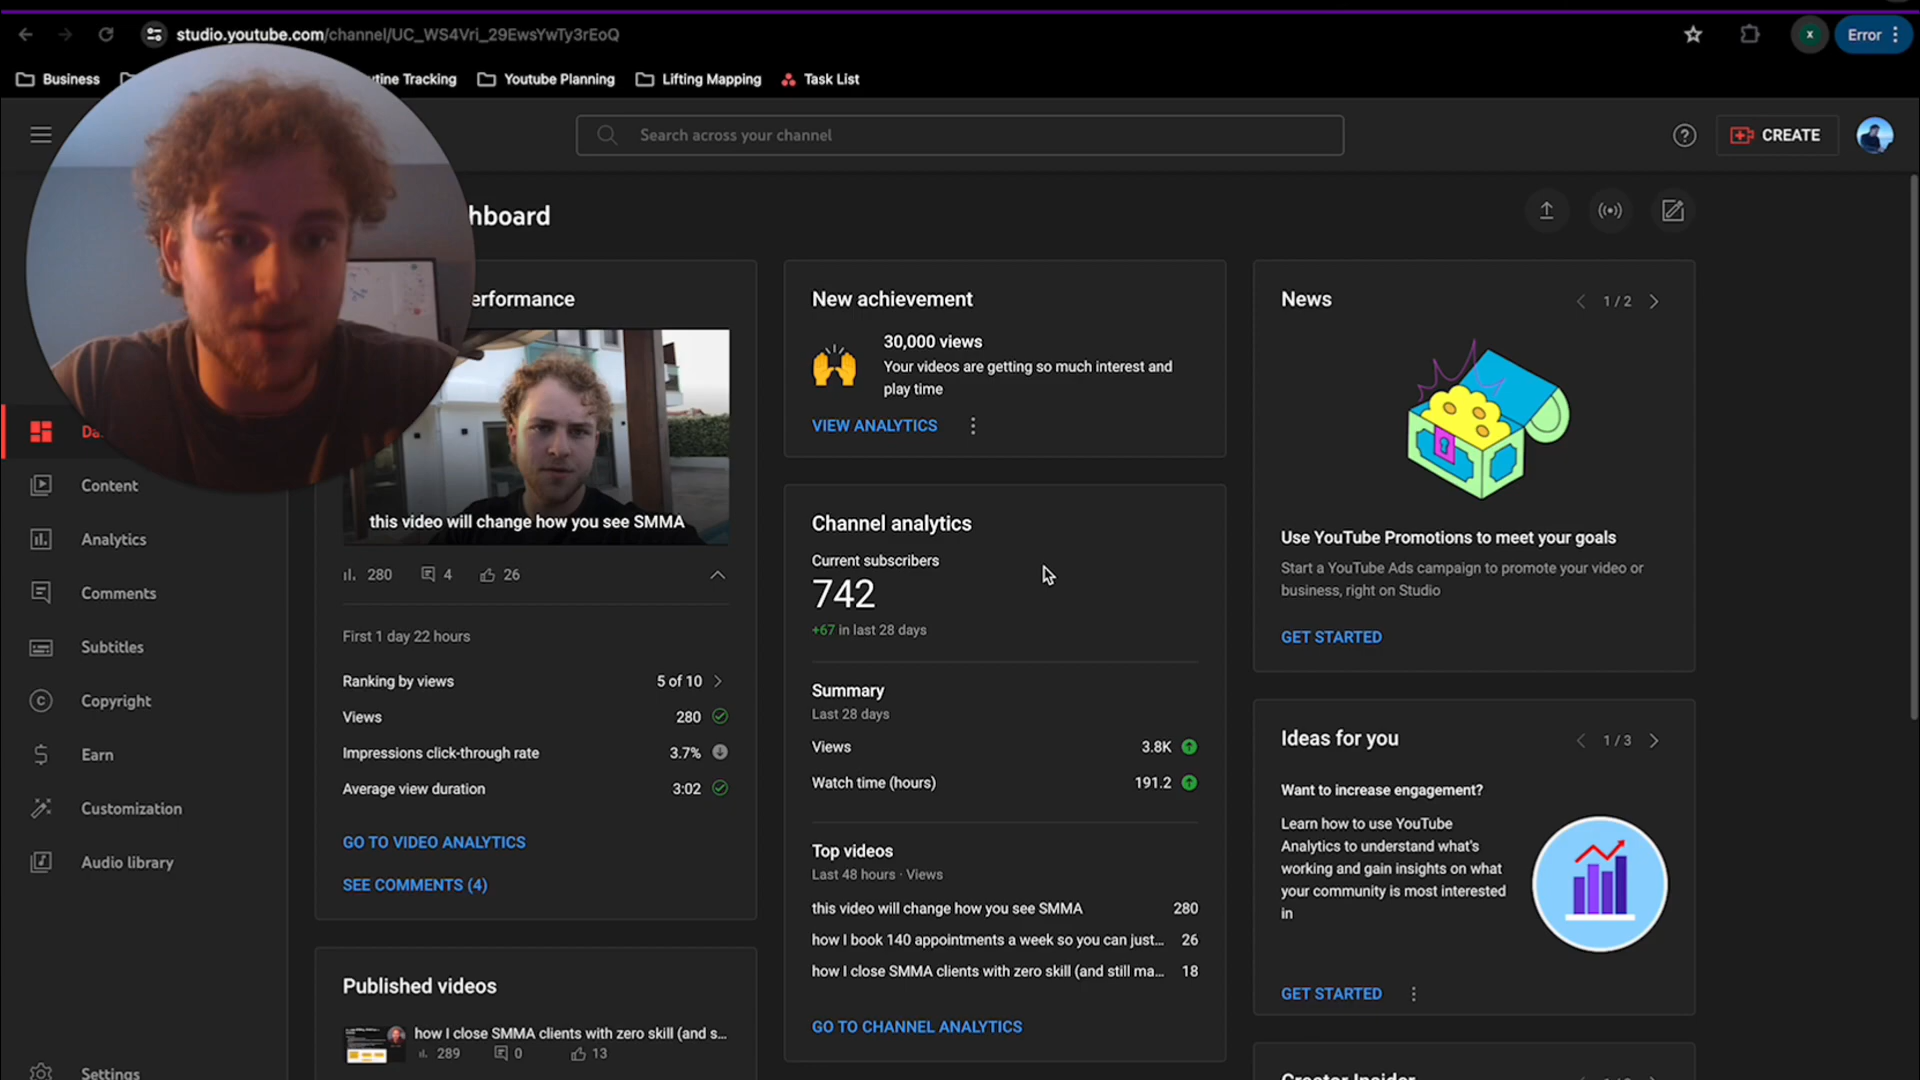 studio.youtube.com/channel/UC_WS4Vri_29EwsYwTy3rEoQ
x
Error
Business
utine Tracking
Youtube Planning
Lifting Mapping
Task List
Search across your channel
CREATE
hboard
erformance
this video will change how you see SMMA
280
4
26
First 1 day 22 hours
Ranking by views 5 of 10
Views 280
Impressions click-through rate 3.7%
Average view duration 3:02
GO TO VIDEO ANALYTICS
SEE COMMENTS (4)
Published videos
how I close SMMA clients with zero skill (and s...
289 0 13
Da
Content
Analytics
Comments
Subtitles
Copyright
Earn
Customization
Audio library
Settings
New achievement
30,000 views
Your videos are getting so much interest and
play time
VIEW ANALYTICS
Channel analytics
Current subscribers
742
+67 in last 28 days
Summary
Last 28 days
Views 3.8K
Watch time (hours) 191.2
Top videos
Last 48 hours · Views
this video will change how you see SMMA 280
how I book 140 appointments a week so you can just... 26
how I close SMMA clients with zero skill (and still ma... 18
GO TO CHANNEL ANALYTICS
News
1 / 2
Use YouTube Promotions to meet your goals
Start a YouTube Ads campaign to promote your video or
business, right on Studio
GET STARTED
Ideas for you
1 / 3
Want to increase engagement?
Learn how to use YouTube
Analytics to understand what's
working and gain insights on what
your community is most interested
in
GET STARTED
Creator Insider